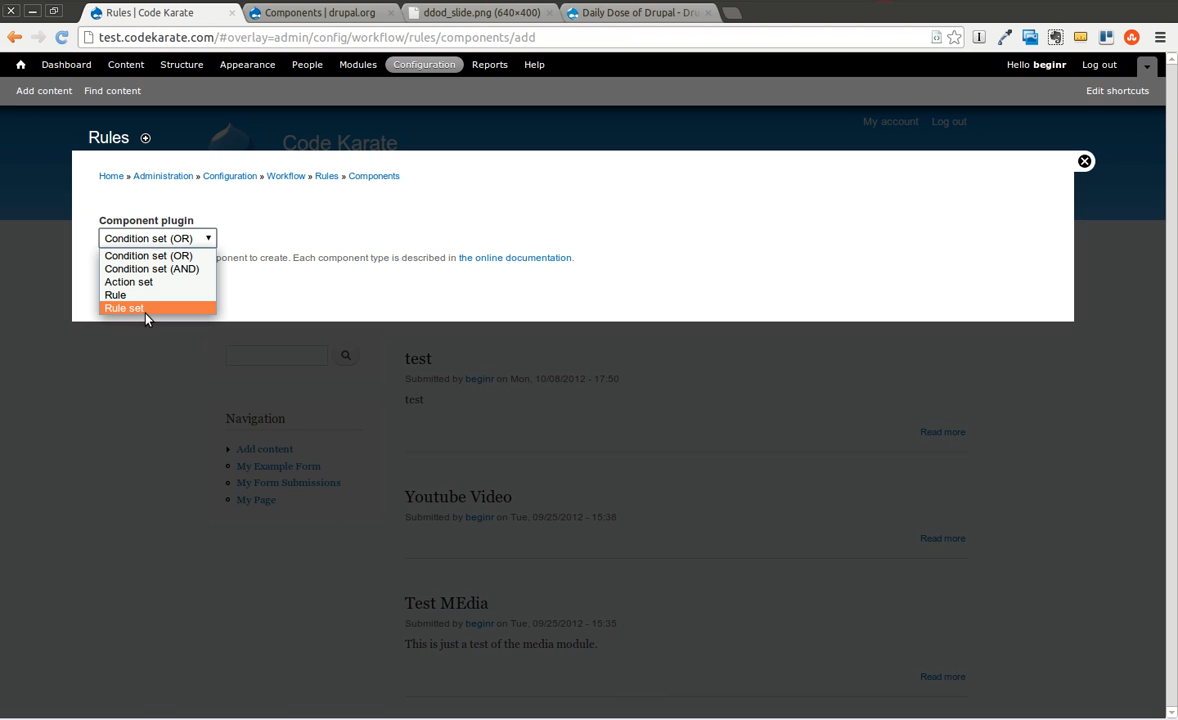 Rules | Code Karate
Components | drupal.org
ddod_slide.png (640×400)
Daily Dose of Drupal - Dru
test.codekarate.com/#overlay=admin/config/workflow/rules/components/add
Dashboard Content Structure Appearance People Modules Configuration Reports Help
Hello beginr Log out
Add content Find content
Edit shortcuts
My account Log out
Rules
Code Karate
Home » Administration » Configuration » Workflow » Rules » Components
Component plugin
Condition set (OR)
Condition set (OR)
Condition set (AND)
Action set
Rule
Rule set
ponent to create. Each component type is described in the online documentation.
test
Submitted by beginr on Mon, 10/08/2012 - 17:50
test
Read more
Navigation
Add content
My Example Form
My Form Submissions
My Page
Youtube Video
Submitted by beginr on Tue, 09/25/2012 - 15:38
Read more
Test MEdia
Submitted by beginr on Tue, 09/25/2012 - 15:35
This is just a test of the media module.
Read more